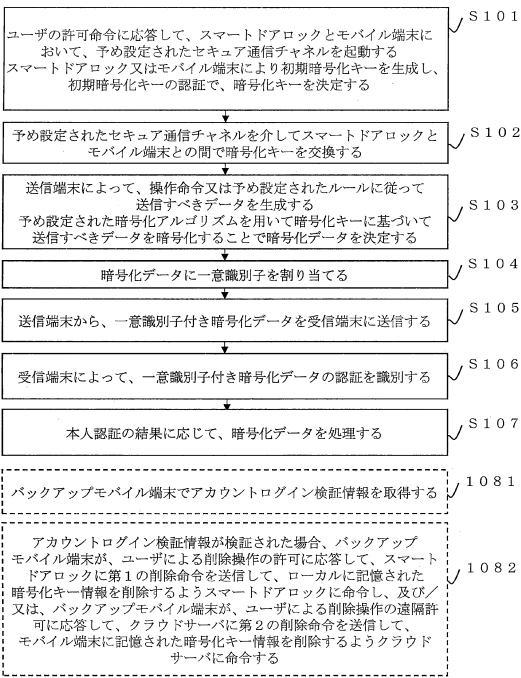 ユーザの許可命令に応答して、スマートドアロックとモバイル端末に
おいて、予め設定されたセキュア通信チャネルを起動する
スマートドアロック又はモバイル端末により初期暗号化キーを生成し、
初期暗号化キーの認証で、暗号化キーを決定する
S101
予め設定されたセキュア通信チャネルを介してスマートドアロックと
モバイル端末との間で暗号化キーを交換する
S102
送信端末によって、操作命令又は予め設定されたルールに従って
送信すべきデータを生成する
予め設定された暗号化アルゴリズムを用いて暗号化キーに基づいて
送信すべきデータを暗号化することで暗号化データを決定する
S103
暗号化データに一意識別子を割り当てる
S104
送信端末から、一意識別子付き暗号化データを受信端末に送信する
S105
受信端末によって、一意識別子付き暗号化データの認証を識別する
S106
本人認証の結果に応じて、暗号化データを処理する
S107
バックアップモバイル端末でアカウントログイン検証情報を取得する
1081
アカウントログイン検証情報が検証された場合、バックアップ
モバイル端末が、ユーザによる削除操作の許可に応答して、スマート
ドアロックに第1の削除命令を送信して、ローカルに記憶された
暗号化キー情報を削除するようスマートドアロックに命令し、及び/
又は、バックアップモバイル端末が、ユーザによる削除操作の遠隔許
可に応答して、クラウドサーバに第2の削除命令を送信して、
モバイル端末に記憶された暗号化キー情報を削除するようクラウド
サーバに命令する
1082